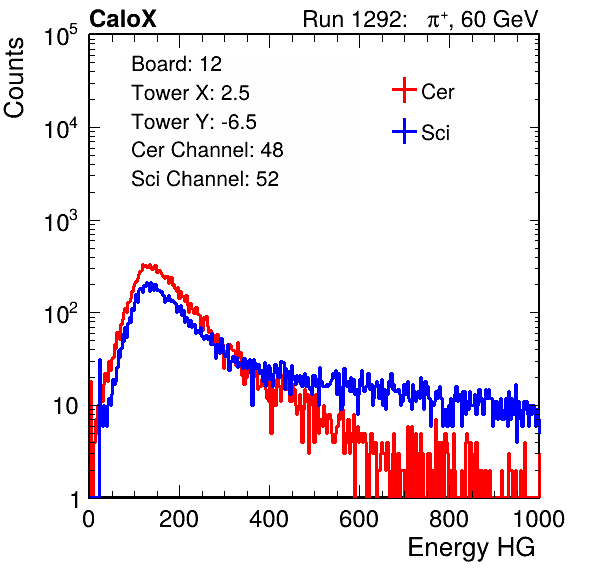 CaloX Run 1292: π⁺, 60 GeV
Counts
10⁵
10⁴
10³
10²
10
1
Board: 12
Tower X: 2.5
Tower Y: -6.5
Cer Channel: 48
Sci Channel: 52
Cer
Sci
0 200 400 600 800 1000
Energy HG